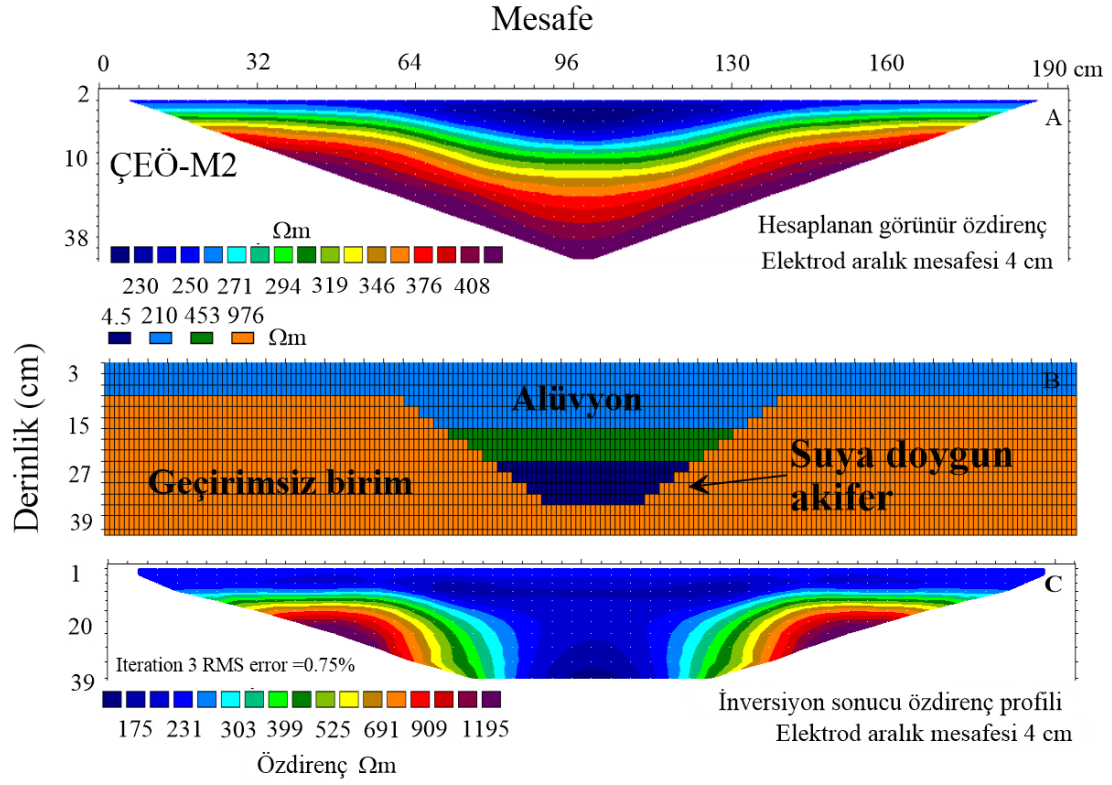 Mesafe
0 32 64 96 130 160 190 cm
2
A
10
ÇEÖ-M2
38
Hesaplanan görünür özdirenç
Ωm
Elektrod aralık mesafesi 4 cm
230 250 271 294 319 346 376 408
4.5 210 453 976
Ωm
Derinlik (cm)
3
B
Alüvyon
15
Suya doygun
27
Geçirimsiz birim
akifer
39
1
C
20
Iteration 3 RMS error =0.75%
39
İnversiyon sonucu özdirenç profili
175 231 303 399 525 691 909 1195
Elektrod aralık mesafesi 4 cm
Özdirenç Ωm